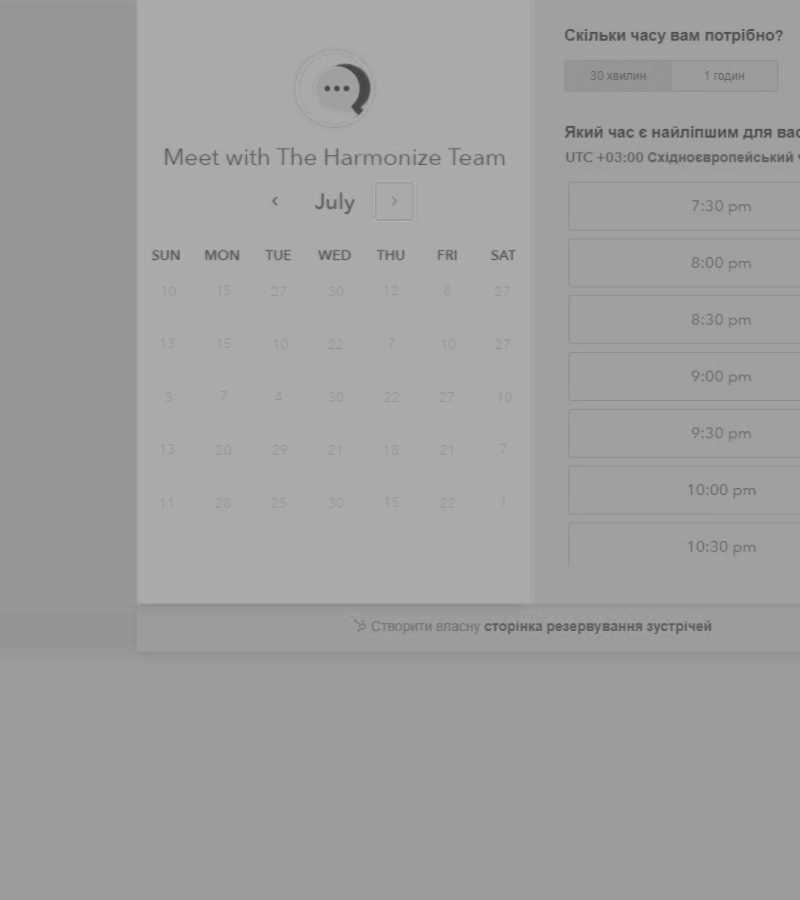 Meet with The Harmonize Team
July
SUN MON TUE WED THU FRI SAT
10 15 27 30 12 8 27
13 15 10 22 7 10 27
3 7 4 30 22 27 10
13 20 29 21 18 21 7
11 28 25 30 15 22 1
Скільки часу вам потрібно?
30 хвилин 1 годин
Який час є найліпшим для вас
UTC +03:00 Східноєвропейський
7:30 pm
8:00 pm
8:30 pm
9:00 pm
9:30 pm
10:00 pm
10:30 pm
Створити власну сторінка резервування зустрічей